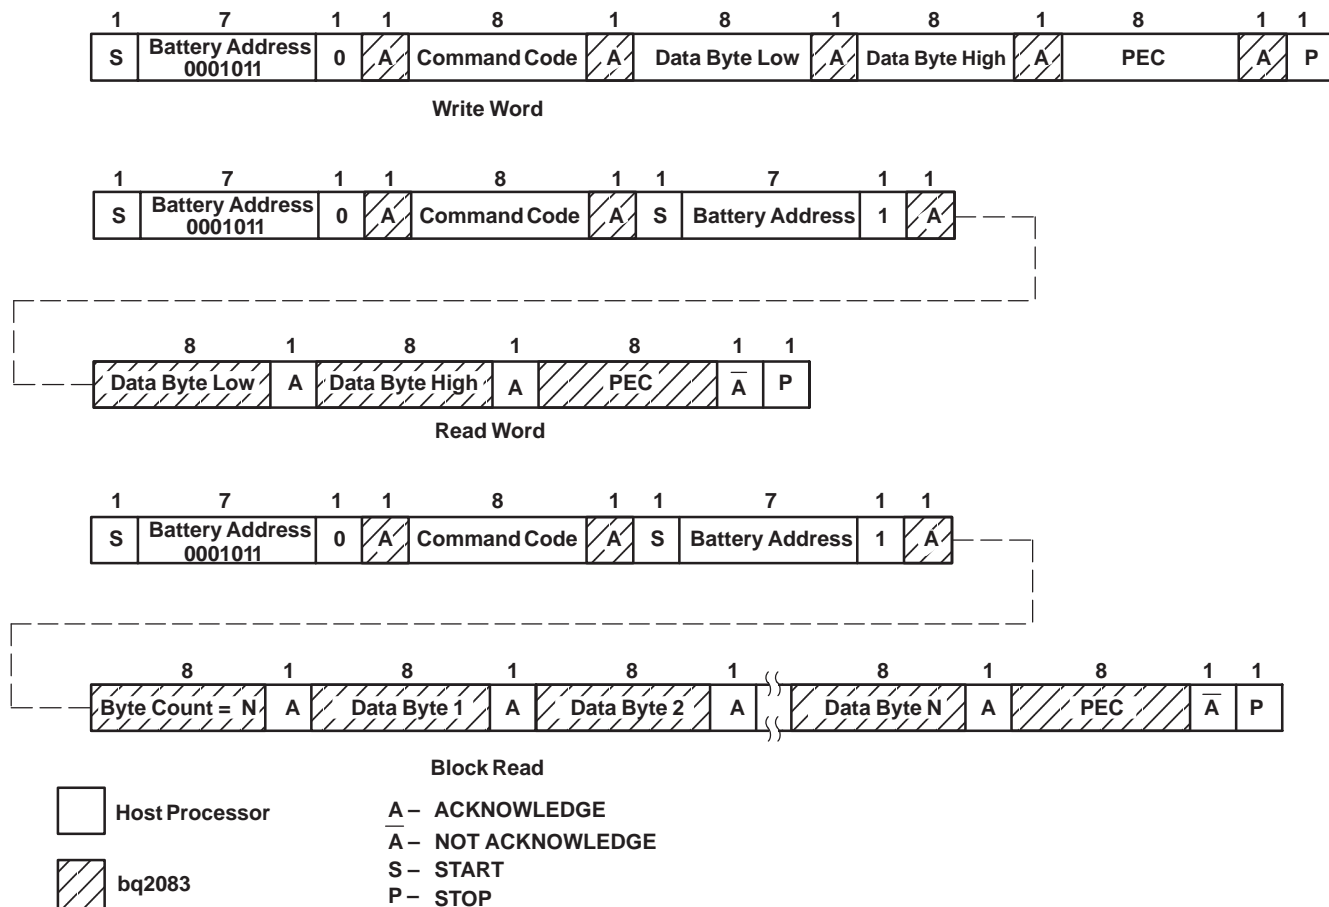 1 7 1 1 8 1 8 1 8 1 8 1 1
S Battery Address 0001011 0 A Command Code A Data Byte Low A Data Byte High A PEC A P
Write Word
1 7 1 1 8 1 1 7 1 1
S Battery Address 0001011 0 A Command Code A S Battery Address 1 A
8 1 8 1 8 1 1
Data Byte Low A Data Byte High A PEC A̅ P
Read Word
1 7 1 1 8 1 1 7 1 1
S Battery Address 0001011 0 A Command Code A S Battery Address 1 A
8 1 8 1 8 1 8 1 8 1 1
Byte Count = N A Data Byte 1 A Data Byte 2 A Data Byte N A PEC A̅ P
Block Read
Host Processor
bq2083
A – ACKNOWLEDGE
A̅ – NOT ACKNOWLEDGE
S – START
P – STOP